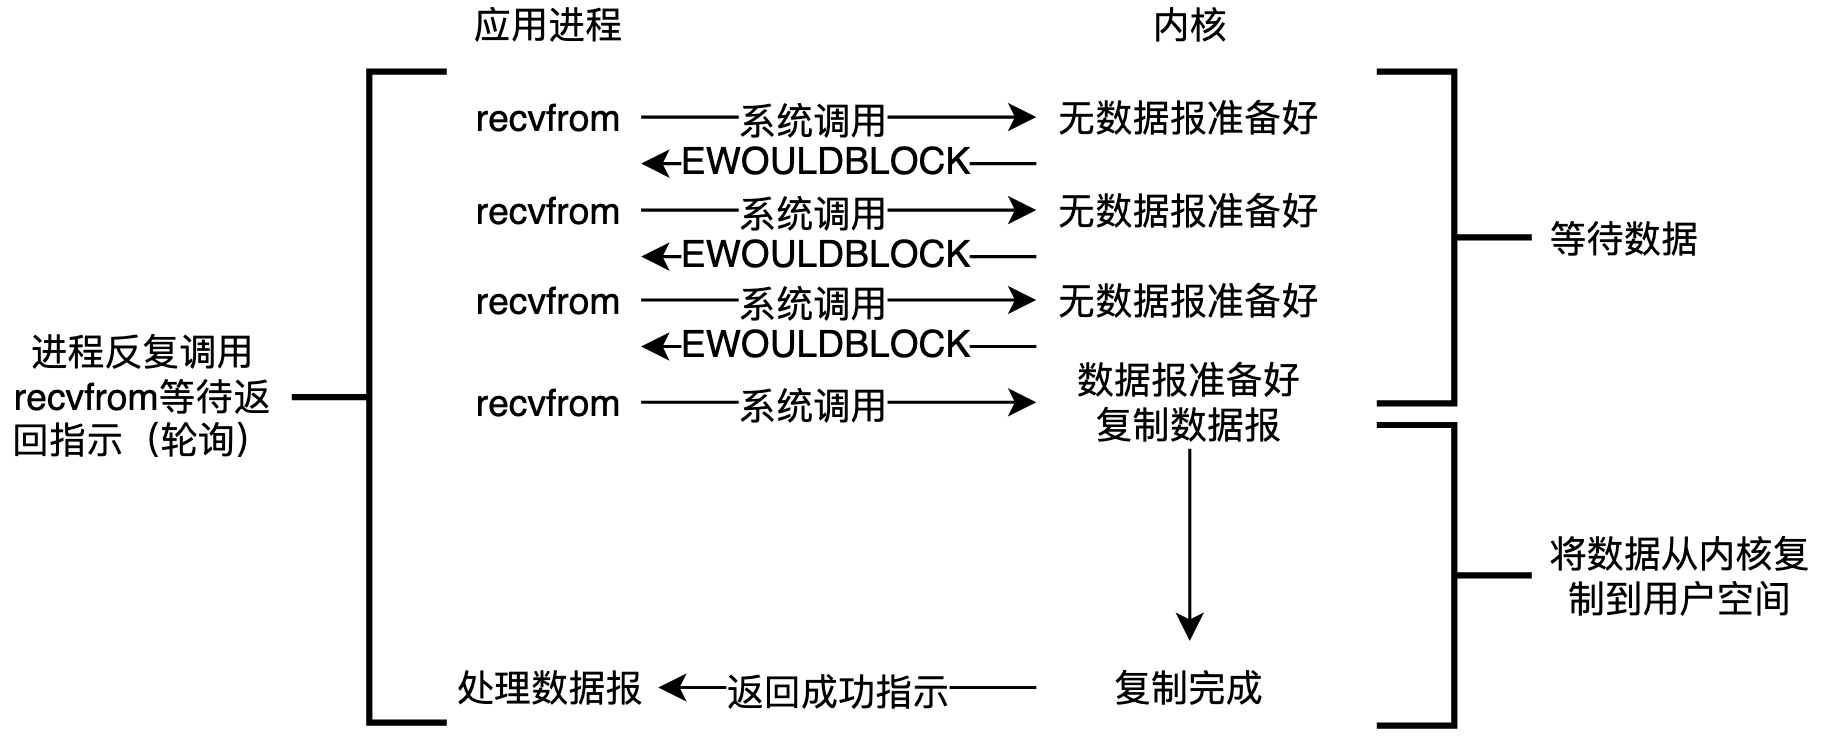 应用进程
内核
recvfrom 系统调用 无数据报准备好
EWOULDBLOCK
recvfrom 系统调用 无数据报准备好
EWOULDBLOCK
等待数据
recvfrom 系统调用 无数据报准备好
EWOULDBLOCK
进程反复调用
recvfrom等待返
回指示（轮询）
recvfrom 系统调用
数据报准备好
复制数据报
将数据从内核复
制到用户空间
处理数据报 返回成功指示 复制完成